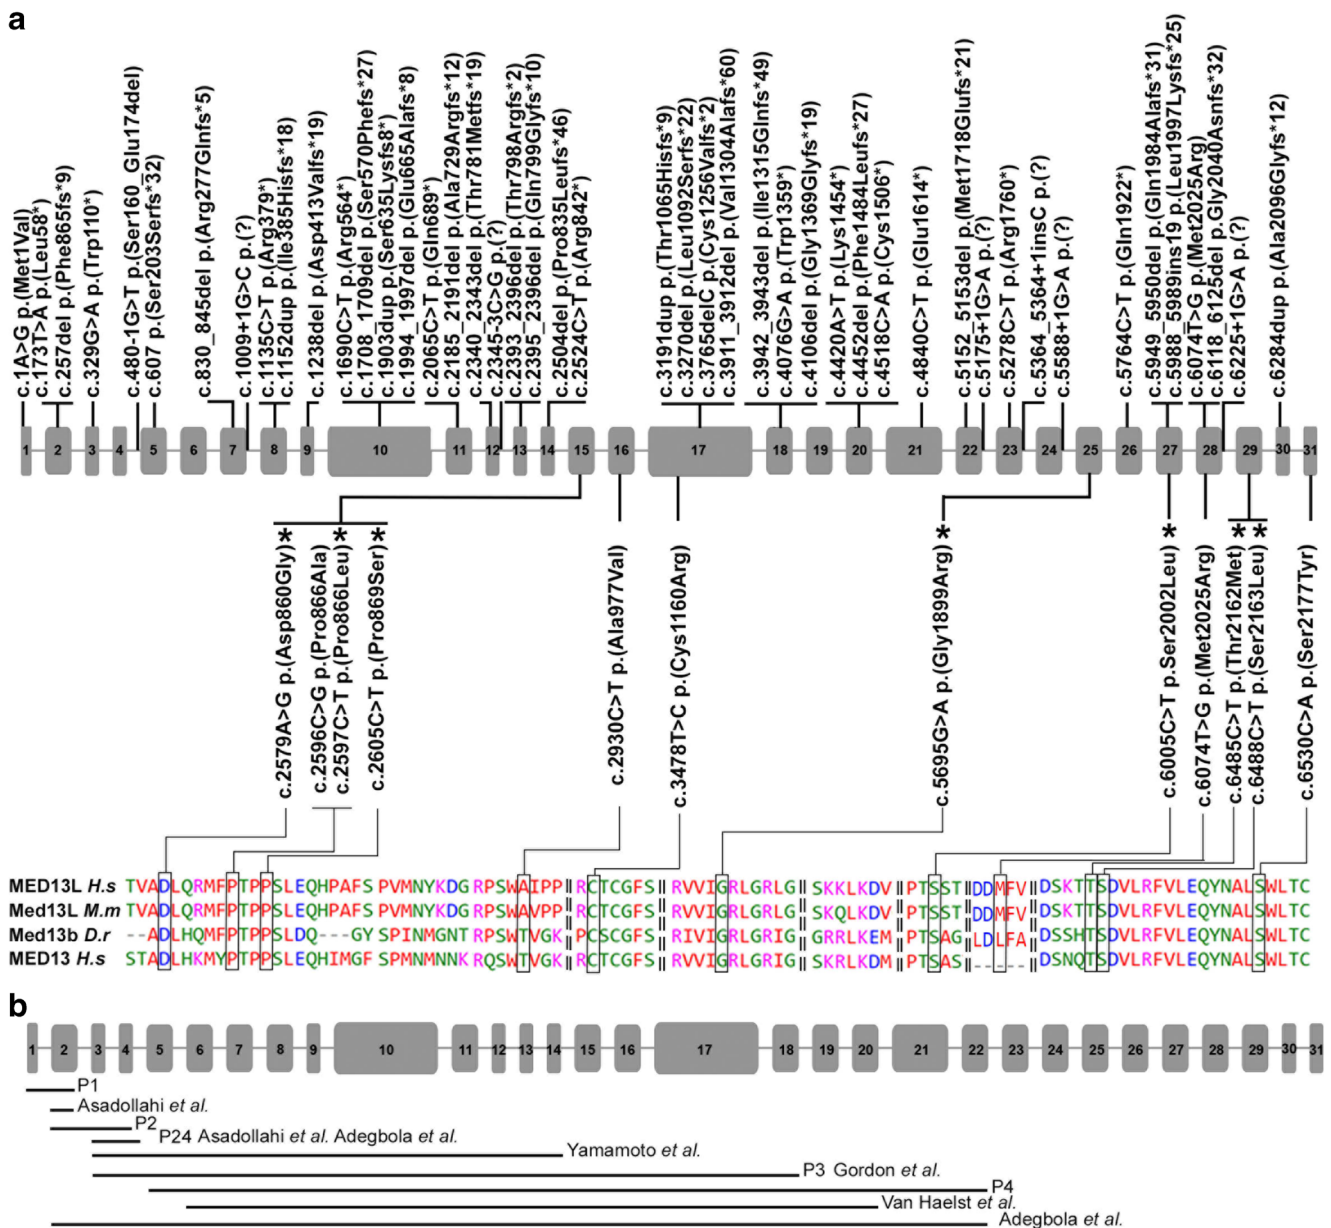 a
c.1A>G p.(Met1Val)
c.173T>A p.(Leu58*)
c.257del p.(Phe865fs*9)
c.329G>A p.(Trp110*)
c.480-1G>T p.(Ser160_Glu174del)
c.607 p.(Ser203Serfs*32)
c.830_845del p.(Arg277Glnfs*5)
c.1009+1G>C p.(?)
c.1135C>T p.(Arg379*)
c.1152dup p.(Ile385Hisfs*18)
c.1238del p.(Asp413Valfs*19)
c.1690C>T p.(Arg564*)
c.1708_1709del p.(Ser570Phefs*27)
c.1903dup p.(Ser635Lysfs8*)
c.1994_1997del p.(Glu665Alafs*8)
c.2065C>T p.(Gln689*)
c.2185_2191del p.(Ala729Argfs*12)
c.2340_2343del p.(Thr781Metfs*19)
c.2345-3C>G p.(?)
c.2393_2396del p.(Thr798Argfs*2)
c.2395_2396del p.(Gln799Glyfs*10)
c.2504del p.(Pro835Leufs*46)
c.2524C>T p.(Arg842*)
c.3191dup p.(Thr1065Hisfs*9)
c.3270del p.(Leu1092Serfs*22)
c.3765delC p.(Cys1256Valfs*2)
c.3911_3912del p.(Val1304Alafs*60)
c.3942_3943del p.(Ile1315Glnfs*49)
c.4076G>A p.(Trp1359*)
c.4106del p.(Gly1369Glyfs*19)
c.4420A>T p.(Lys1454*)
c.4452del p.(Phe1484Leufs*27)
c.4518C>A p.(Cys1506*)
c.4840C>T p.(Glu1614*)
c.5152_5153del p.(Met1718Glufs*21)
c.5175+1G>A p.(?)
c.5278C>T p.(Arg1760*)
c.5364_5364+1insC p.(?)
c.5588+1G>A p.(?)
c.5764C>T p.(Gln1922*)
c.5949_5950del p.(Gln1984Alafs*31)
c.5988_5989ins19 p.(Leu1997Lysfs*25)
c.6074T>G p.(Met2025Arg)
c.6118_6125del p.Gly2040Asnfs*32)
c.6225+1G>A p.(?)
c.6284dup p.(Ala2096Glyfs*12)
1 2 3 4 5 6 7 8 9 10 11 12 13 14 15 16 17 18 19 20 21 22 23 24 25 26 27 28 29 30 31
c.2579A>G p.(Asp860Gly)*
c.2596C>G p.(Pro866Ala)
c.2597C>T p.(Pro866Leu)*
c.2605C>T p.(Pro869Ser)*
c.2930C>T p.(Ala977Val)
c.3478T>C p.(Cys1160Arg)
c.5695G>A p.(Gly1899Arg)*
c.6005C>T p.Ser2002Leu)*
c.6074T>G p.(Met2025Arg)
c.6485C>T p.(Thr2162Met)*
c.6488C>T p.(Ser2163Leu)*
c.6530C>A p.(Ser2177Tyr)
MED13L H.s TVADLQRMFPTPPSLEQHPAFS PVMNYKDG RPSWAIPP || RCTCGFS || RVVIGRLGRLG || SKKLKDV || PTSSST || DDMFV || DSKTTSDVLRFVLEQYNALSWLTC
Med13L M.m TVADLQRMFPTPPSLEQHPAFS PVMNYKDG RPSWAVPP || RCTCGFS || RVVIGRLGRLG || SKQLKDV || PTSSST || DDMFV || DSKTTSDVLRFVLEQYNALSWLTC
Med13b D.r --ADLHQMFPTPPSLDQ---GY SPINMGNT RPSWTVGK || PCSCGFS || RIVIGRLGRIG || GRRLKEM || PTSAG || LDLFA || DSSHTSDVLRFVLEQYNALSWLTC
MED13 H.s STADLHKMYPTPPSLEQHIMGF SPMNMNNK RQSWTVGK || RCTCGFS || RVVIGRLGRIG || SKRLKDM || PTSAS || ----- || DSNQTSDVLRFVLEQYNALSWLTC
b
1 2 3 4 5 6 7 8 9 10 11 12 13 14 15 16 17 18 19 20 21 22 23 24 25 26 27 28 29 30 31
P1
Asadollahi et al.
P2
P24 Asadollahi et al. Adegbola et al.
Yamamoto et al.
P3 Gordon et al.
P4
Van Haelst et al.
Adegbola et al.